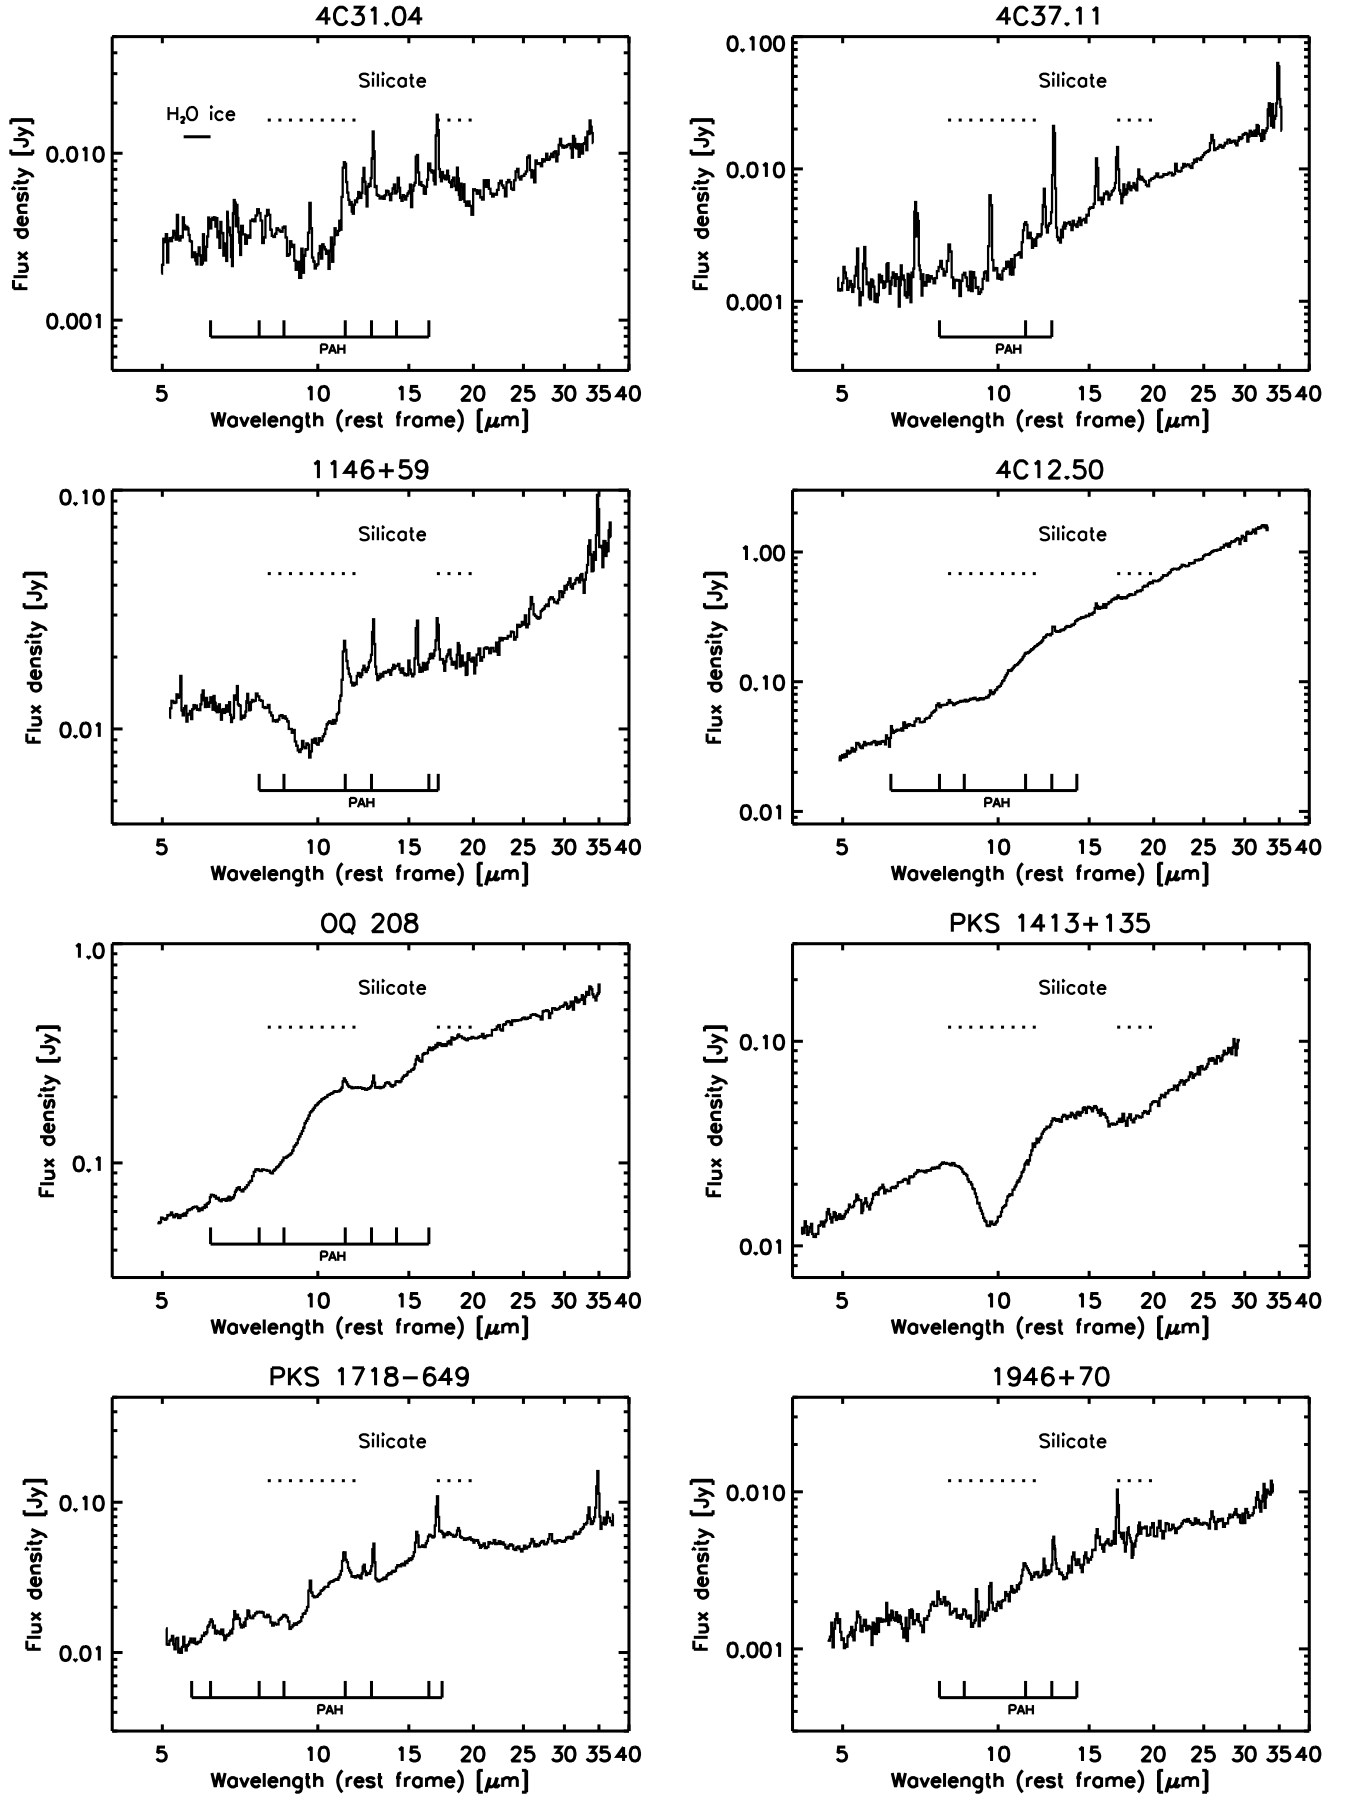 4C31.04
Flux density [Jy]
0.010
0.001
H₂O ice
Silicate
PAH
5 10 15 20 25 30 35 40
Wavelength (rest frame) [μm]
4C37.11
Flux density [Jy]
0.100
0.010
0.001
Silicate
PAH
5 10 15 20 25 30 35 40
Wavelength (rest frame) [μm]
1146+59
Flux density [Jy]
0.10
0.01
Silicate
PAH
5 10 15 20 25 30 35 40
Wavelength (rest frame) [μm]
4C12.50
Flux density [Jy]
1.00
0.10
0.01
Silicate
PAH
5 10 15 20 25 30 35 40
Wavelength (rest frame) [μm]
OQ 208
Flux density [Jy]
1.0
0.1
Silicate
PAH
5 10 15 20 25 30 35 40
Wavelength (rest frame) [μm]
PKS 1413+135
Flux density [Jy]
0.10
0.01
Silicate
5 10 15 20 25 30 35 40
Wavelength (rest frame) [μm]
PKS 1718−649
Flux density [Jy]
0.10
0.01
Silicate
PAH
5 10 15 20 25 30 35 40
Wavelength (rest frame) [μm]
1946+70
Flux density [Jy]
0.010
0.001
Silicate
PAH
5 10 15 20 25 30 35 40
Wavelength (rest frame) [μm]